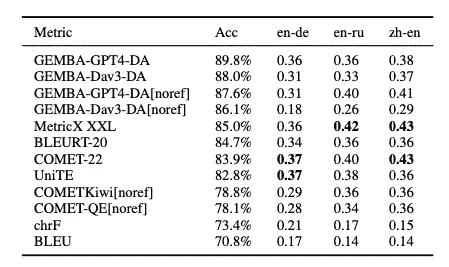 Metric Acc en-de en-ru zh-en
GEMBA-GPT4-DA 89.8% 0.36 0.36 0.38
GEMBA-Dav3-DA 88.0% 0.31 0.33 0.37
GEMBA-GPT4-DA[noref] 87.6% 0.31 0.40 0.41
GEMBA-Dav3-DA[noref] 86.1% 0.18 0.26 0.29
MetricX XXL 85.0% 0.36 0.42 0.43
BLEURT-20 84.7% 0.34 0.36 0.36
COMET-22 83.9% 0.37 0.40 0.43
UniTE 82.8% 0.37 0.38 0.36
COMETKiwi[noref] 78.8% 0.29 0.36 0.36
COMET-QE[noref] 78.1% 0.28 0.34 0.36
chrF 73.4% 0.21 0.17 0.15
BLEU 70.8% 0.17 0.14 0.14